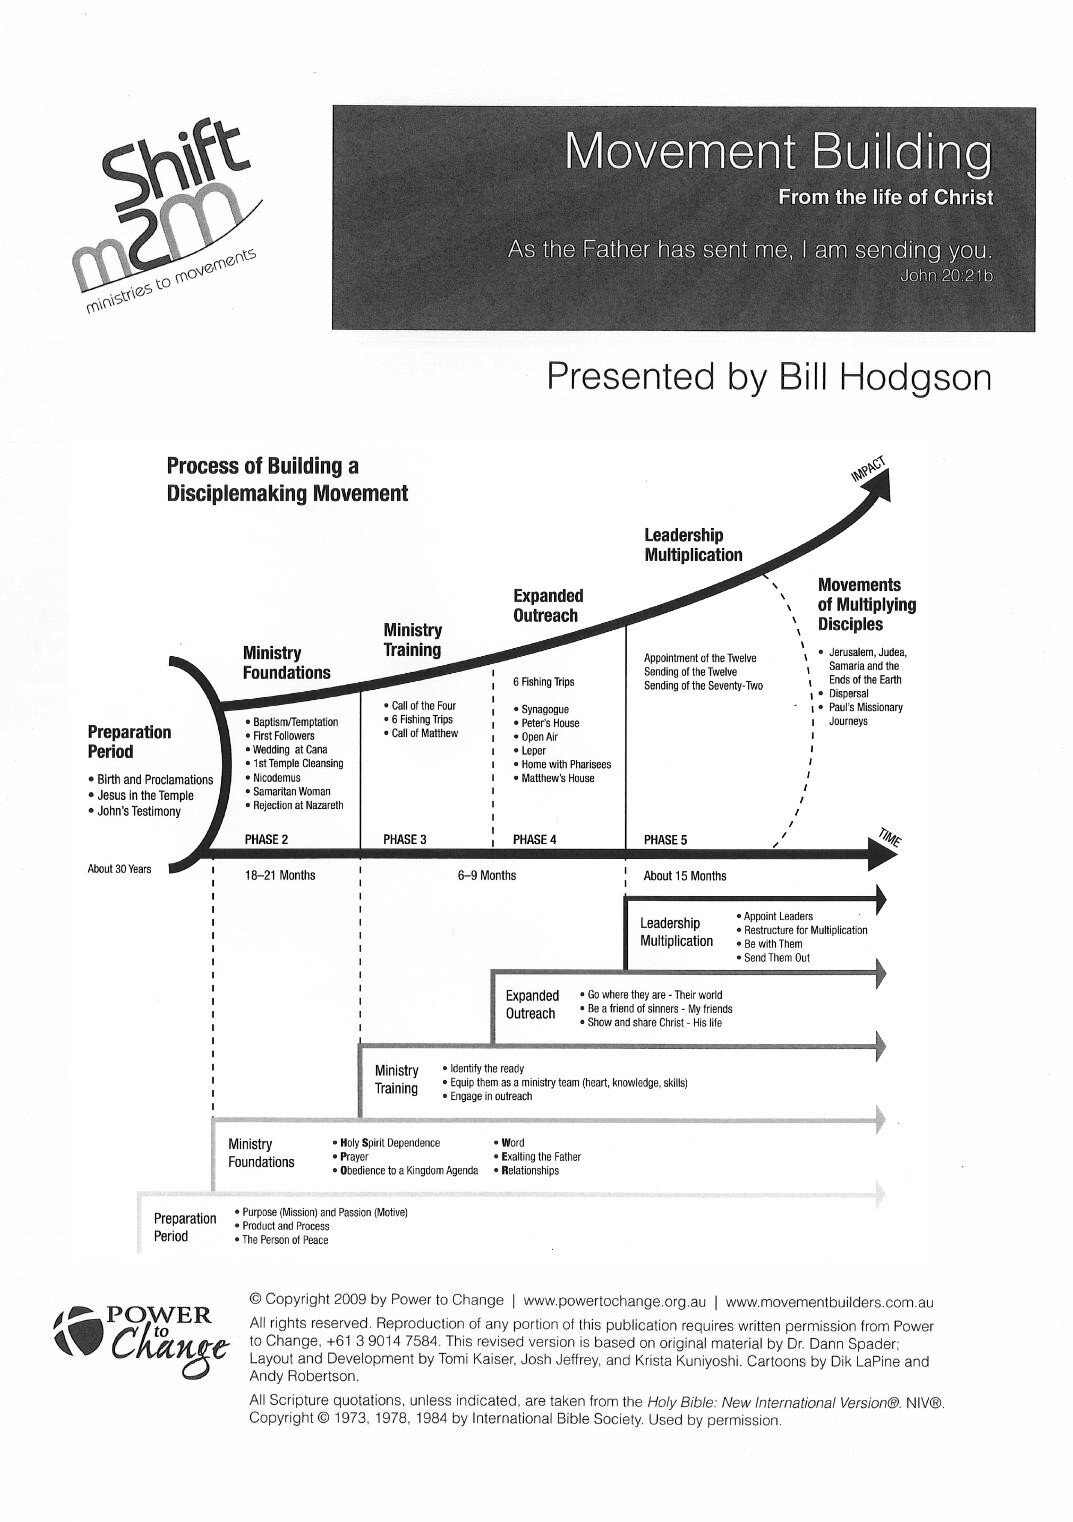 Shift
m2m
ministries to movements
Movement Building
From the life of Christ
As the Father has sent me, I am sending you.
John 20:21b
Presented by Bill Hodgson
Process of Building a
Disciplemaking Movement
IMPACT
Leadership
Multiplication
Expanded
Outreach
Ministry
Training
Ministry
Foundations
Movements
of Multiplying
Disciples
• Jerusalem, Judea,
Samaria and the
Ends of the Earth
• Dispersal
• Paul's Missionary
Journeys
Preparation
Period
• Birth and Proclamations
• Jesus in the Temple
• John's Testimony
• Baptism/Temptation
• First Followers
• Wedding at Cana
• 1st Temple Cleansing
• Nicodemus
• Samaritan Woman
• Rejection at Nazareth
• Call of the Four
• 6 Fishing Trips
• Call of Matthew
6 Fishing Trips
• Synagogue
• Peter's House
• Open Air
• Leper
• Home with Pharisees
• Matthew's House
Appointment of the Twelve
Sending of the Twelve
Sending of the Seventy-Two
PHASE 2
PHASE 3
PHASE 4
PHASE 5
TIME
About 30 Years
18–21 Months
6–9 Months
About 15 Months
Leadership
Multiplication
• Appoint Leaders
• Restructure for Multiplication
• Be with Them
• Send Them Out
Expanded
Outreach
• Go where they are - Their world
• Be a friend of sinners - My friends
• Show and share Christ - His life
Ministry
Training
• Identify the ready
• Equip them as a ministry team (heart, knowledge, skills)
• Engage in outreach
Ministry
Foundations
• Holy Spirit Dependence
• Prayer
• Obedience to a Kingdom Agenda
• Word
• Exalting the Father
• Relationships
Preparation
Period
• Purpose (Mission) and Passion (Motive)
• Product and Process
• The Person of Peace
POWER
to
Change
© Copyright 2009 by Power to Change | www.powertochange.org.au | www.movementbuilders.com.au
All rights reserved. Reproduction of any portion of this publication requires written permission from Power
to Change, +61 3 9014 7584. This revised version is based on original material by Dr. Dann Spader;
Layout and Development by Tomi Kaiser, Josh Jeffrey, and Krista Kuniyoshi. Cartoons by Dik LaPine and
Andy Robertson.
All Scripture quotations, unless indicated, are taken from the Holy Bible: New International Version®. NIV®.
Copyright © 1973, 1978, 1984 by International Bible Society. Used by permission.